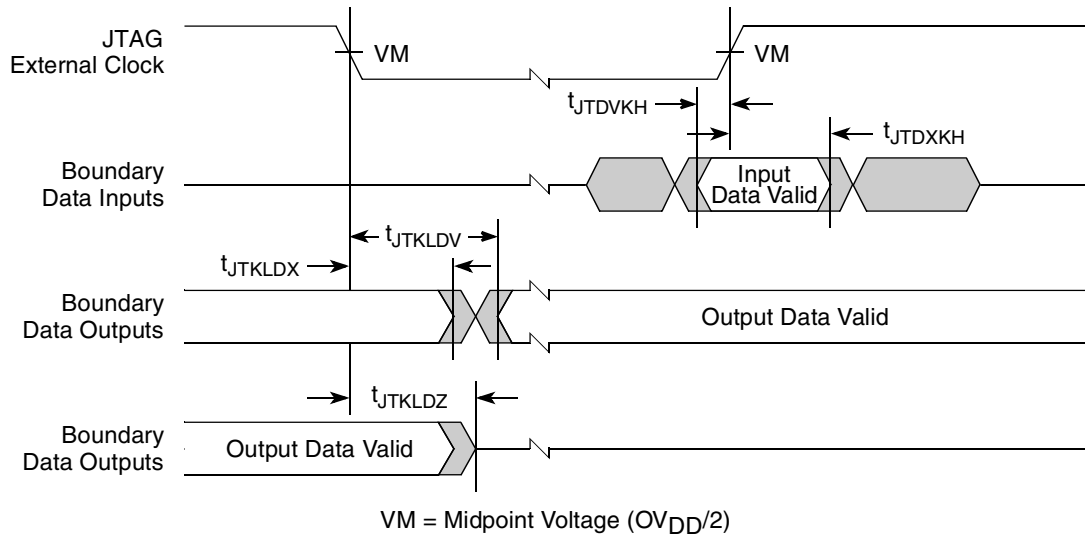 JTAG
External Clock
VM
VM
tJTDVKH
tJTDXKH
Boundary
Data Inputs
Input
Data Valid
tJTKLDV
tJTKLDX
Boundary
Data Outputs
Output Data Valid
tJTKLDZ
Boundary
Data Outputs
Output Data Valid
VM = Midpoint Voltage (OVDD/2)